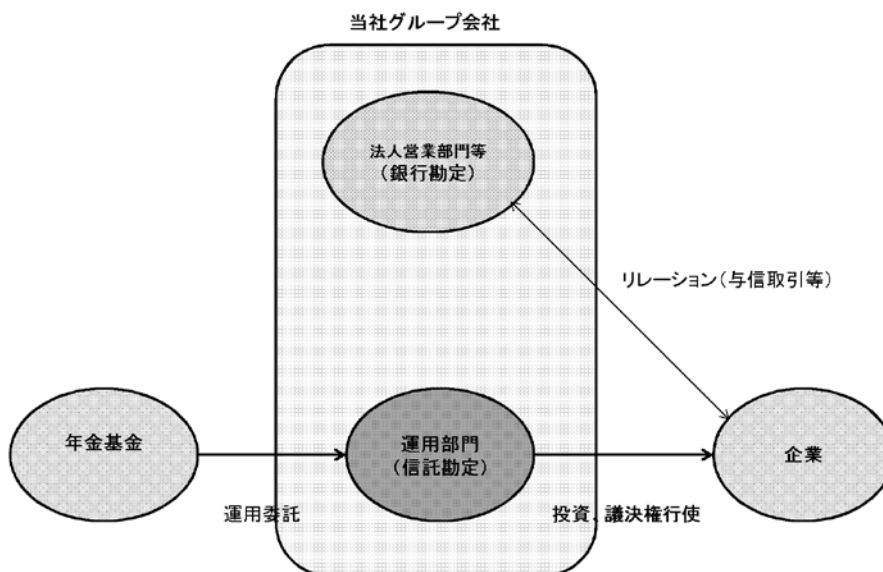 当社グループ会社
法人営業部門等
（銀行勘定）
リレーション（与信取引等）
年金基金
運用部門
（信託勘定）
企業
運用委託
投資、議決権行使